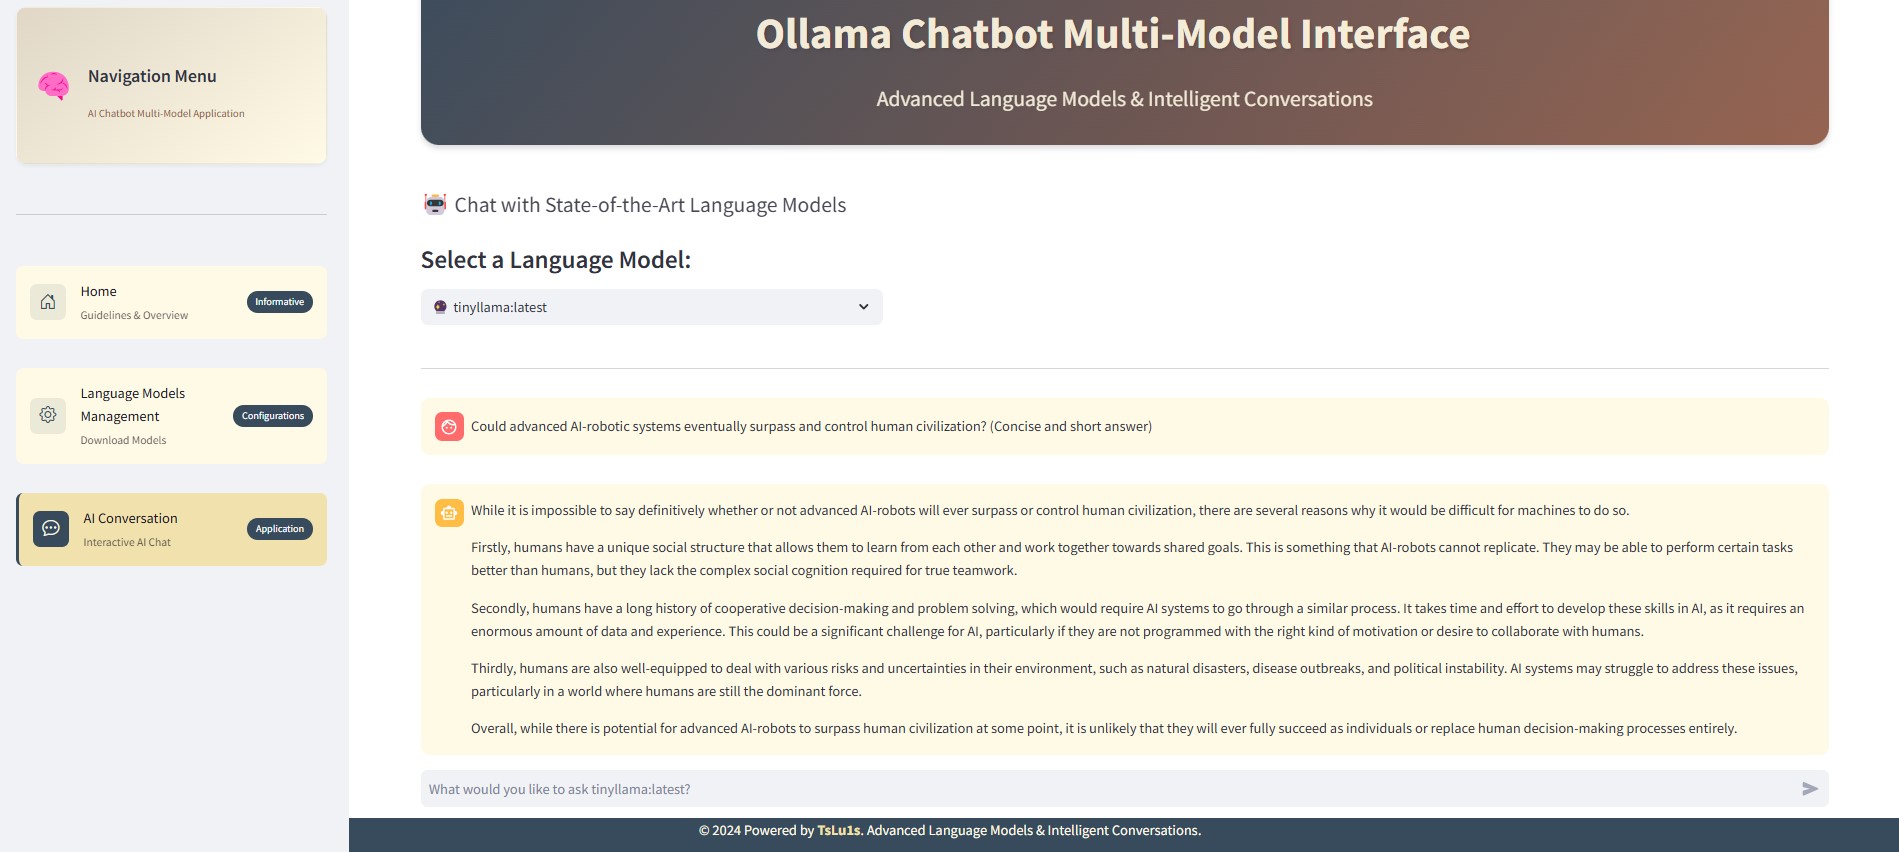 Navigation Menu
AI Chatbot Multi-Model Application
Home
Guidelines & Overview
Informative
Language Models
Management
Download Models
Configurations
AI Conversation
Interactive AI Chat
Application
Ollama Chatbot Multi-Model Interface
Advanced Language Models & Intelligent Conversations
Chat with State-of-the-Art Language Models
Select a Language Model:
tinyllama:latest
Could advanced AI-robotic systems eventually surpass and control human civilization? (Concise and short answer)
While it is impossible to say definitively whether or not advanced AI-robots will ever surpass or control human civilization, there are several reasons why it would be difficult for machines to do so.
Firstly, humans have a unique social structure that allows them to learn from each other and work together towards shared goals. This is something that AI-robots cannot replicate. They may be able to perform certain tasks
better than humans, but they lack the complex social cognition required for true teamwork.
Secondly, humans have a long history of cooperative decision-making and problem solving, which would require AI systems to go through a similar process. It takes time and effort to develop these skills in AI, as it requires an
enormous amount of data and experience. This could be a significant challenge for AI, particularly if they are not programmed with the right kind of motivation or desire to collaborate with humans.
Thirdly, humans are also well-equipped to deal with various risks and uncertainties in their environment, such as natural disasters, disease outbreaks, and political instability. AI systems may struggle to address these issues,
particularly in a world where humans are still the dominant force.
Overall, while there is potential for advanced AI-robots to surpass human civilization at some point, it is unlikely that they will ever fully succeed as individuals or replace human decision-making processes entirely.
What would you like to ask tinyllama:latest?
© 2024 Powered by TsLu1s. Advanced Language Models & Intelligent Conversations.